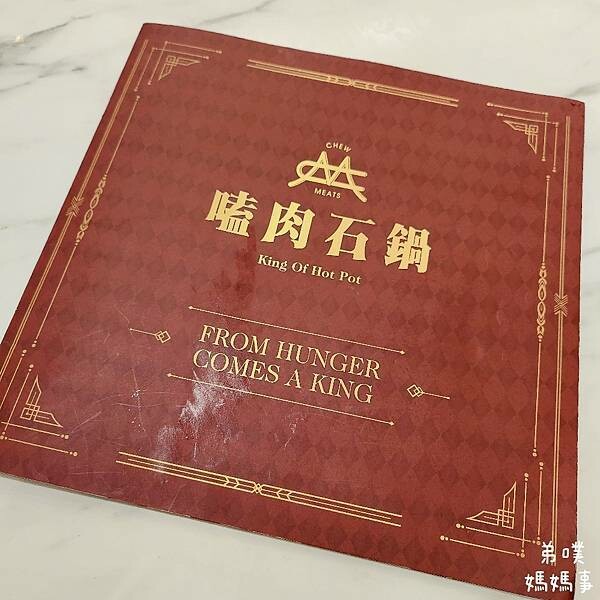 CHEW
MEATS
嗑肉石鍋
King Of Hot Pot
FROM HUNGER
COMES A KING
弟噗
媽媽事